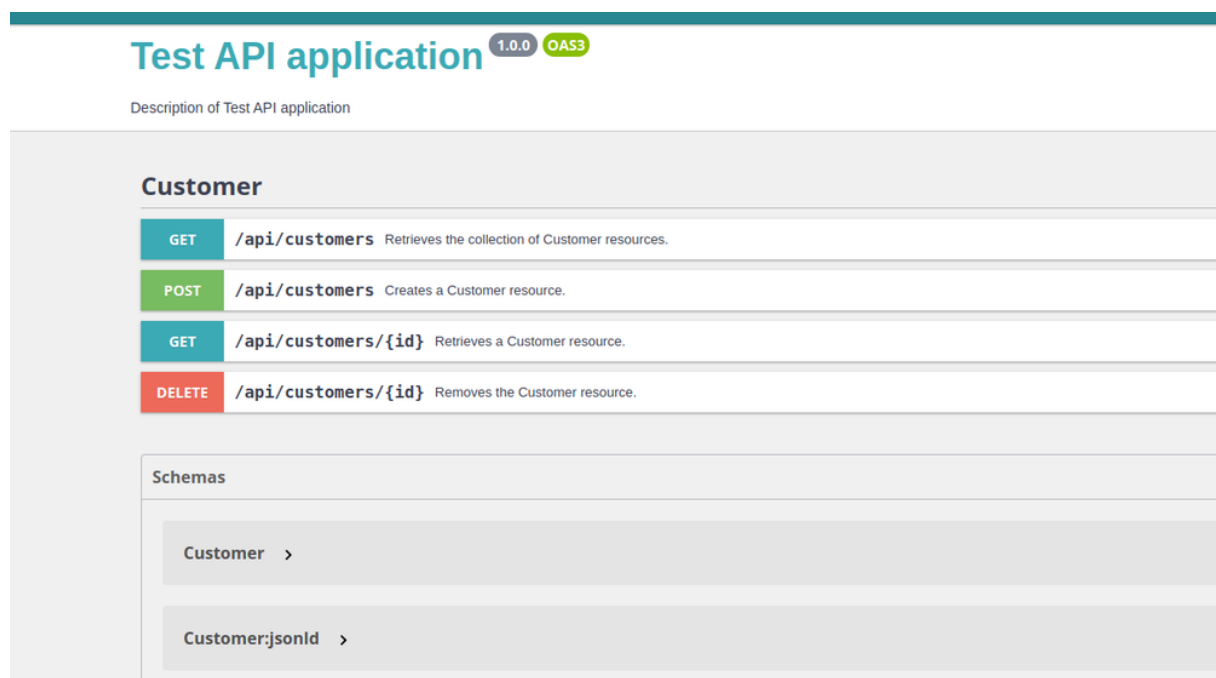 Test API application 1.0.0 OAS3
Description of Test API application
Customer
GET /api/customers Retrieves the collection of Customer resources.
POST /api/customers Creates a Customer resource.
GET /api/customers/{id} Retrieves a Customer resource.
DELETE /api/customers/{id} Removes the Customer resource.
Schemas
Customer
Customer:jsonld